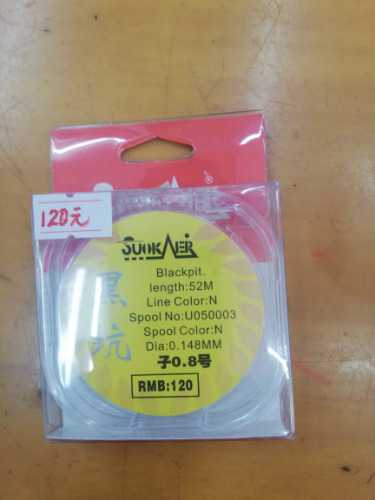 120元
SUOKAER
Blackpit.
length:52M
Line Color:N
Spool No:U050003
Spool Color:N
Dia:0.148MM
子0.8号
RMB:120
黑坑